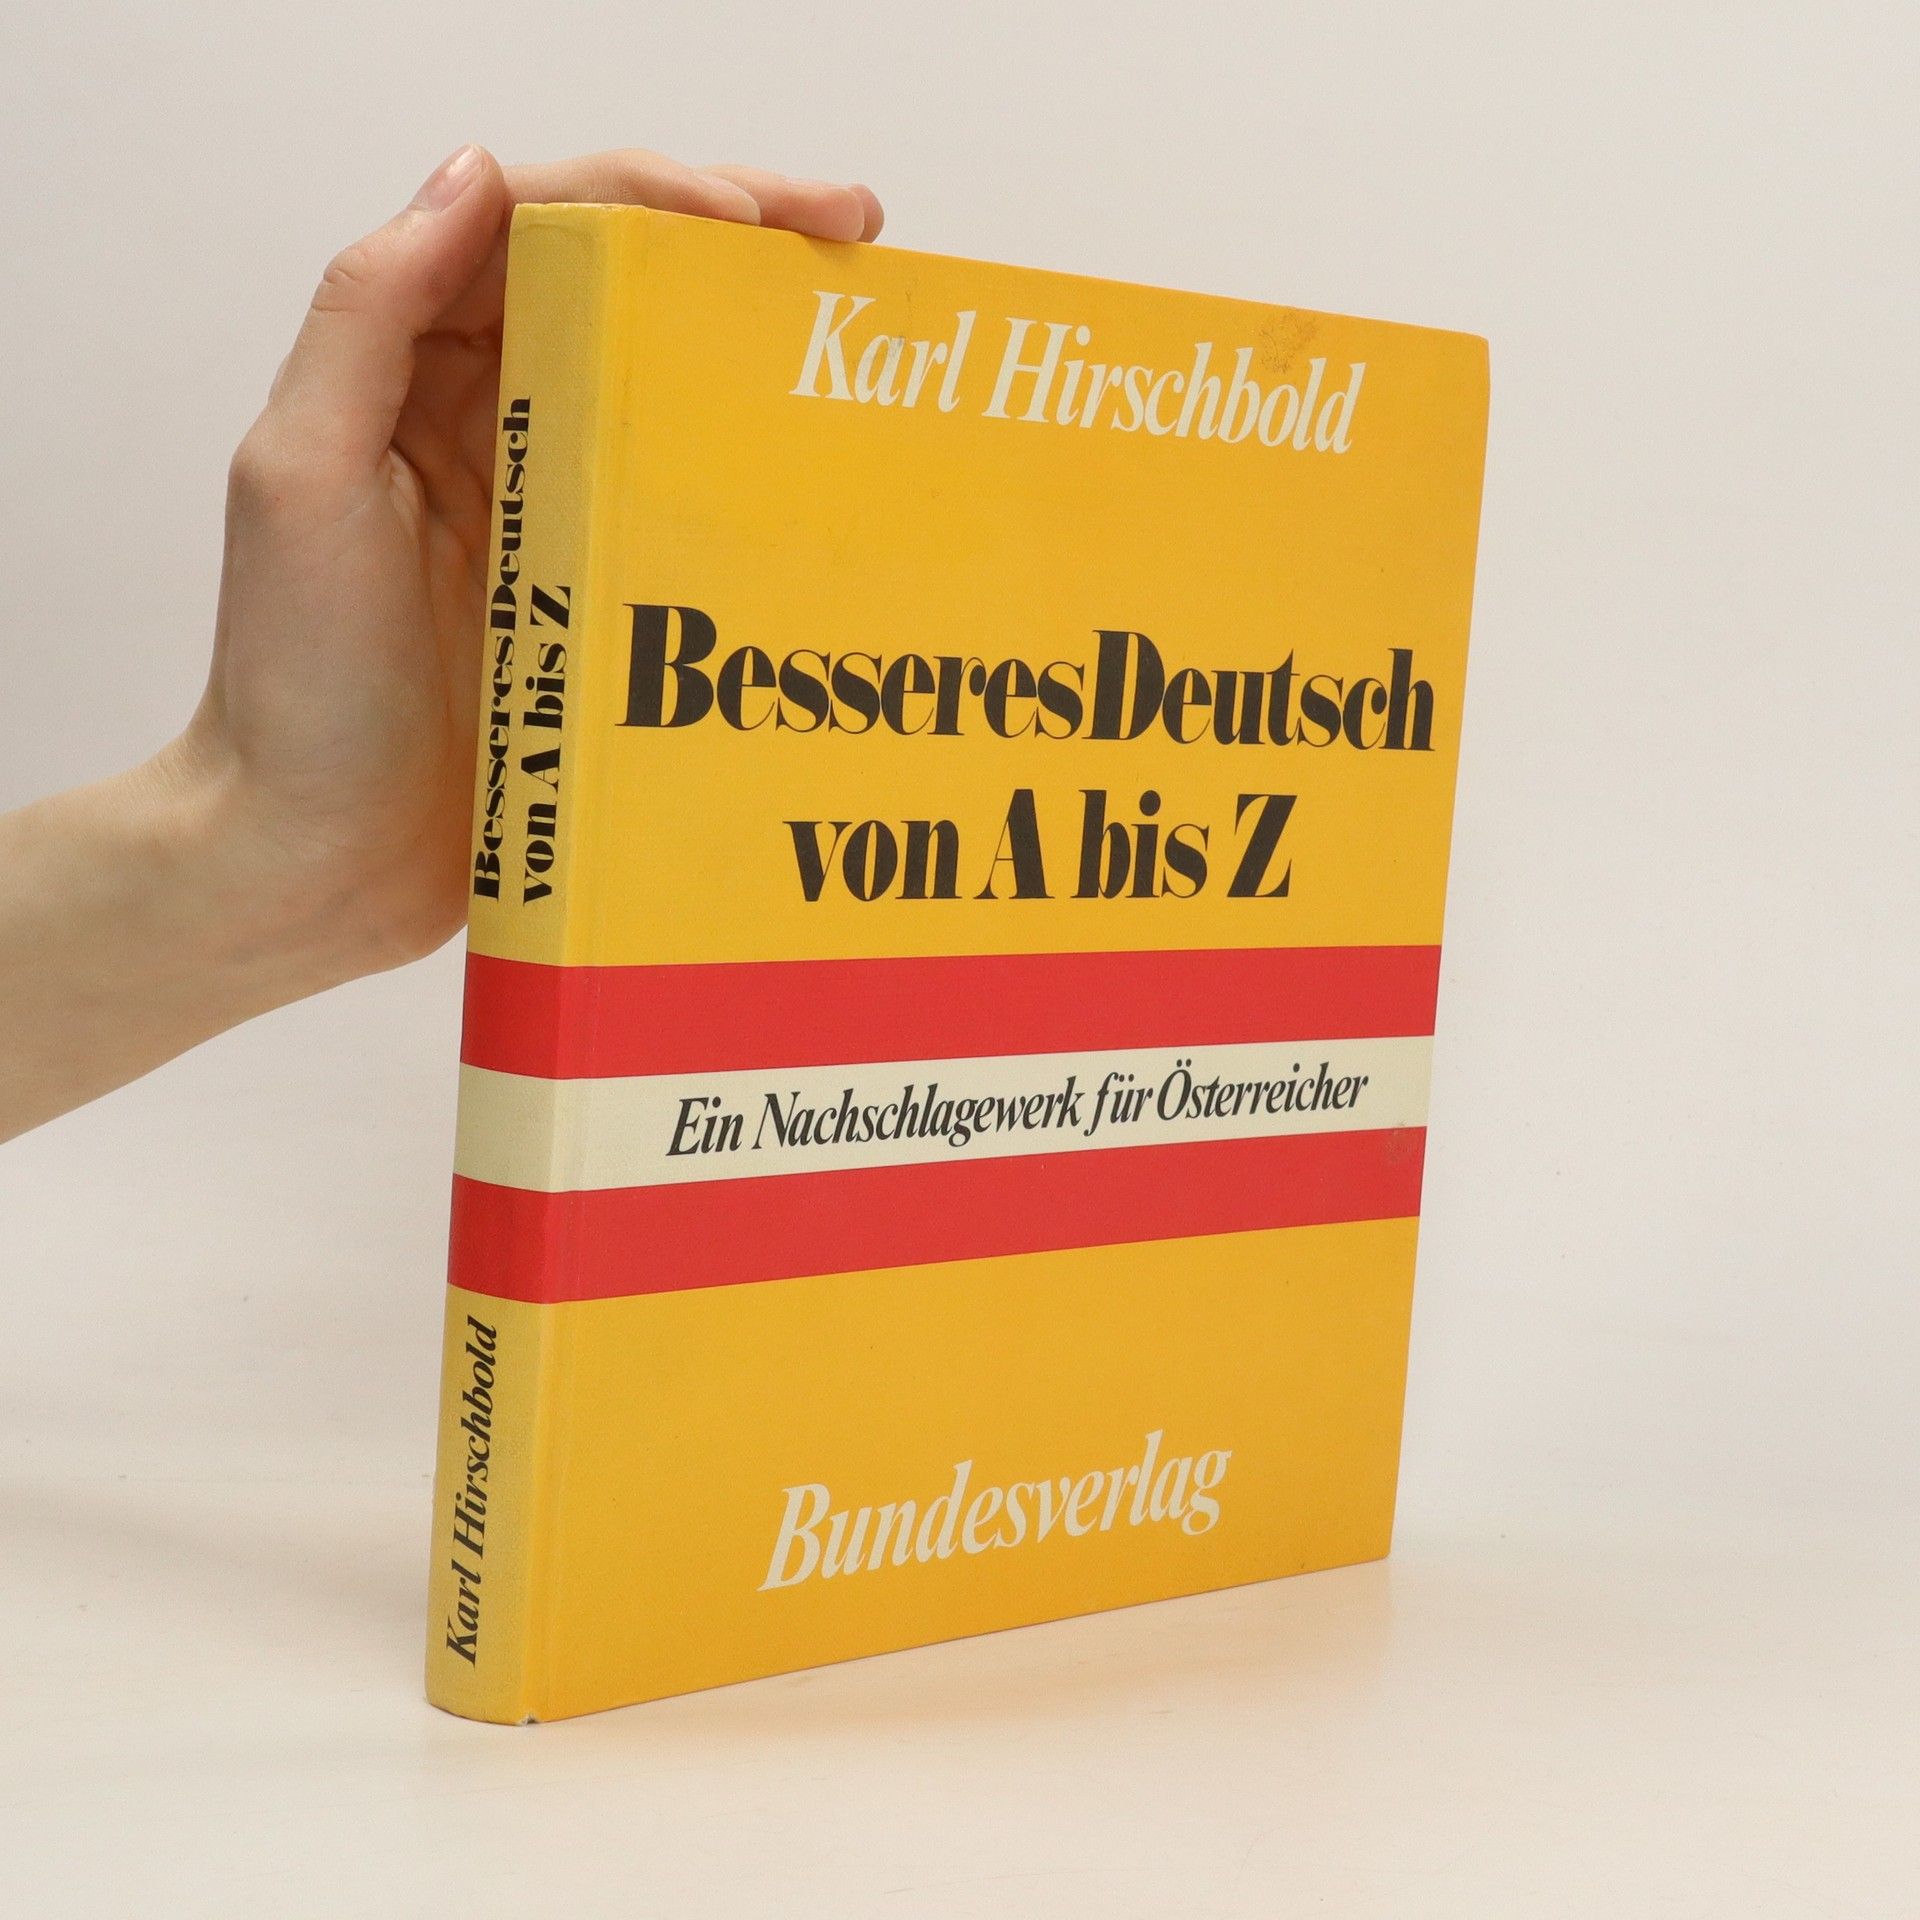 Karl Hirschbold
Besseres Deutsch
von A bis Z
Ein Nachschlagewerk für Österreicher
Bundesverlag
Besseres Deutsch
von A bis Z
Karl Hirschbold